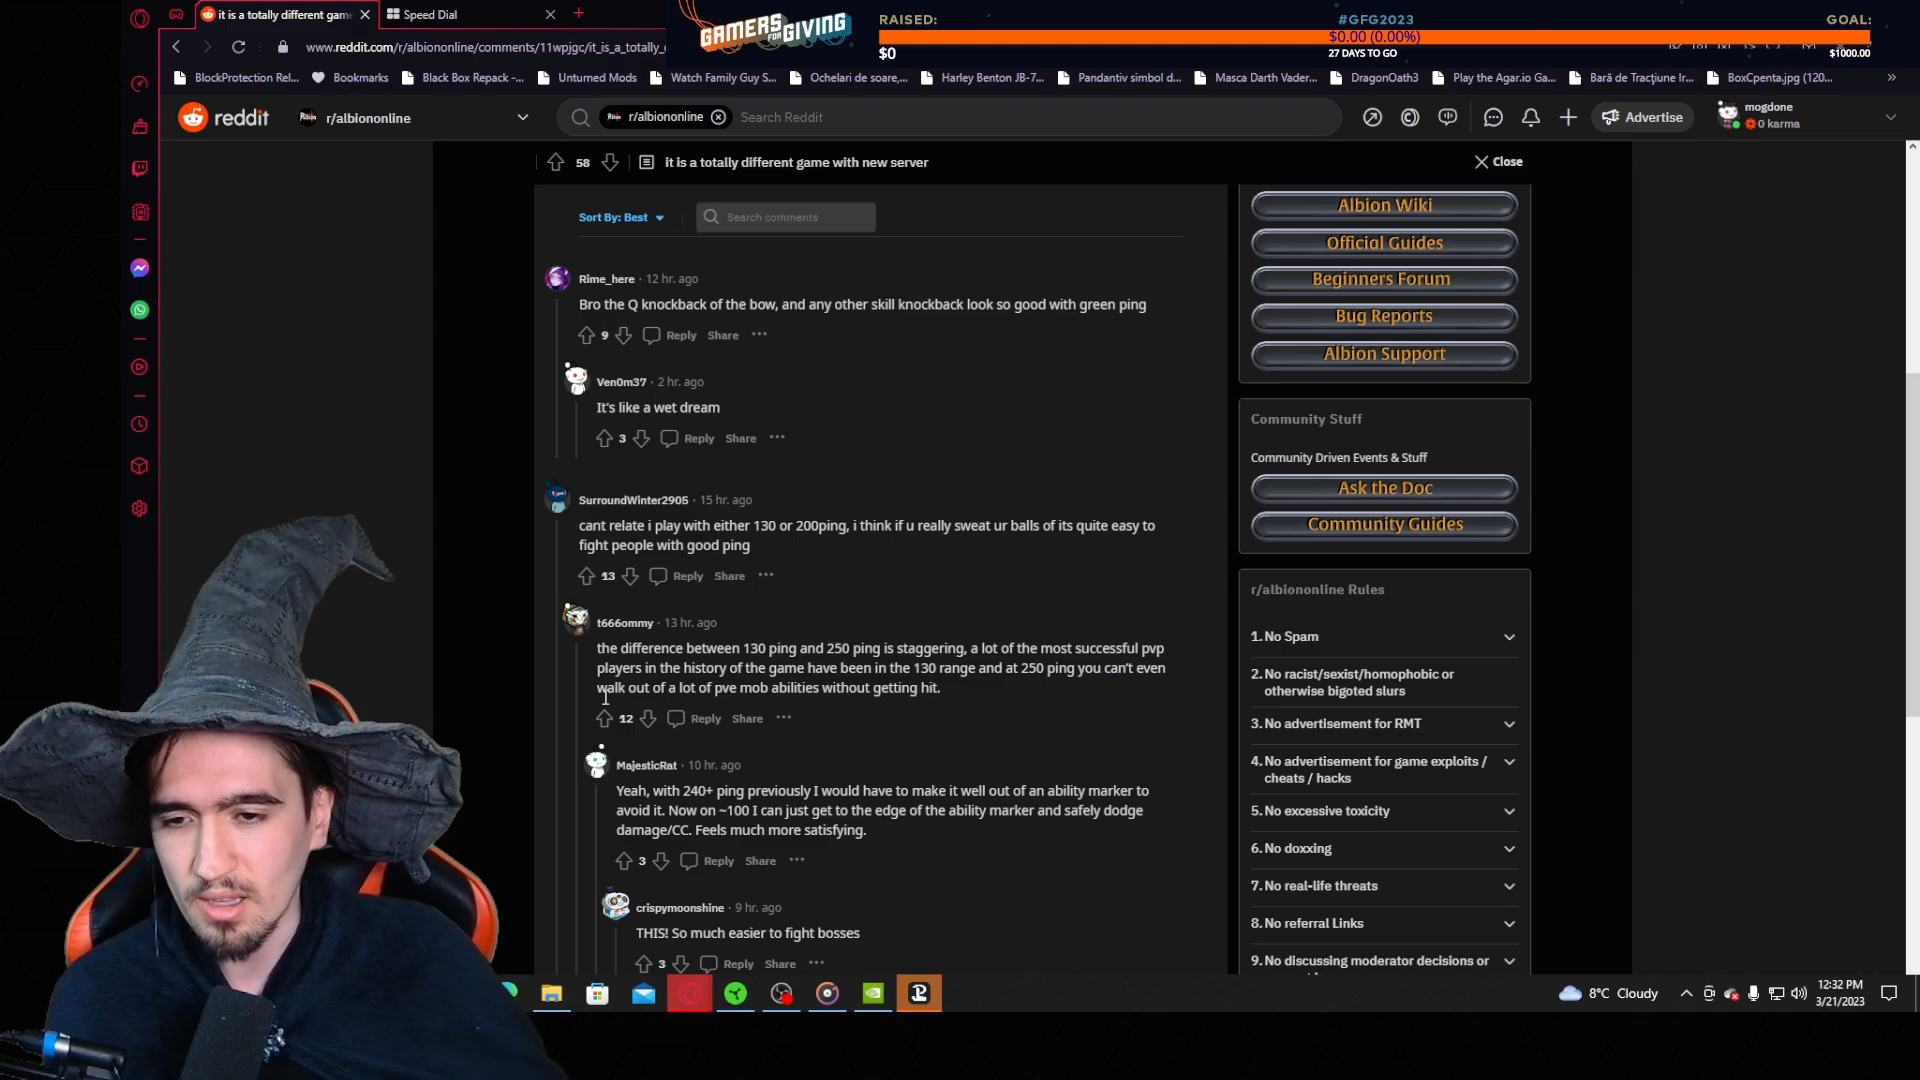 it is a totally different game
Speed Dial
GAMERS FOR GIVING
RAISED:
#GFG2023
GOAL:
$0.00 (0.00%)
$0
27 DAYS TO GO
$1000.00
www.reddit.com/r/albiononline/comments/11wpjgc/it_is_a_totally_
BlockProtection Rel...
Bookmarks
Black Box Repack -...
Unturned Mods
Watch Family Guy S...
Ochelari de soare,...
Harley Benton JB-7...
Pandantiv simbol d...
Masca Darth Vader...
DragonOath3
Play the Agar.io Ga...
Bară de Tracţiune Ir...
BoxCpenta.jpg (120...
reddit
r/albiononline
r/albiononline
Search Reddit
Advertise
mogdone
0 karma
58
it is a totally different game with new server
Close
Sort By: Best
Search comments
Rime_here · 12 hr. ago
Bro the Q knockback of the bow, and any other skill knockback look so good with green ping
9 Reply Share ...
Ven0m37 · 2 hr. ago
It's like a wet dream
3 Reply Share ...
SurroundWinter2905 · 15 hr. ago
cant relate i play with either 130 or 200ping, i think if u really sweat ur balls of its quite easy to
fight people with good ping
13 Reply Share ...
t666ommy · 13 hr. ago
the difference between 130 ping and 250 ping is staggering, a lot of the most successful pvp
players in the history of the game have been in the 130 range and at 250 ping you can't even
walk out of a lot of pve mob abilities without getting hit.
12 Reply Share ...
MajesticRat · 10 hr. ago
Yeah, with 240+ ping previously I would have to make it well out of an ability marker to
avoid it. Now on ~100 I can just get to the edge of the ability marker and safely dodge
damage/CC. Feels much more satisfying.
3 Reply Share ...
crispymoonshine · 9 hr. ago
THIS! So much easier to fight bosses
3 Reply Share ...
Albion Wiki
Official Guides
Beginners Forum
Bug Reports
Albion Support
Community Stuff
Community Driven Events & Stuff
Ask the Doc
Community Guides
r/albiononline Rules
1. No Spam
2. No racist/sexist/homophobic or
otherwise bigoted slurs
3. No advertisement for RMT
4. No advertisement for game exploits /
cheats / hacks
5. No excessive toxicity
6. No doxxing
7. No real-life threats
8. No referral Links
9. No discussing moderator decisions or
8°C Cloudy
12:32 PM
3/21/2023